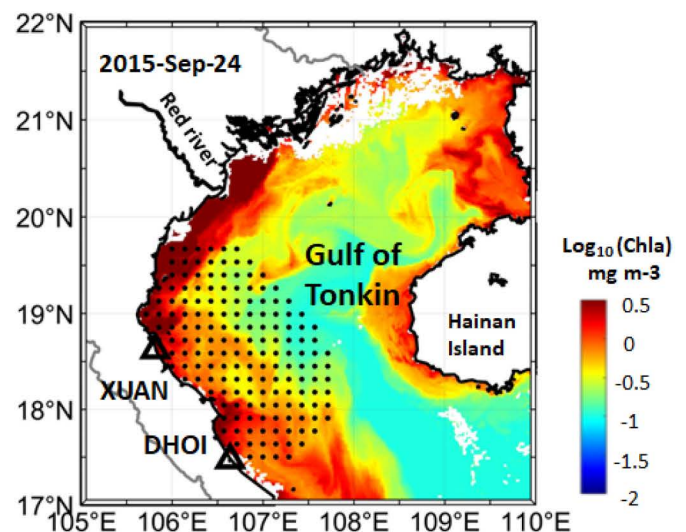 22°N
2015-Sep-24
Red river
21°N
20°N
Gulf of
Tonkin
Log10 (Chla)
mg m-3
0.5
19°N
Hainan
Island
0
XUAN
-0.5
18°N
-1
DHOI
-1.5
17°N
-2
105°E
106°E
107°E
108°E
109°E
110°E